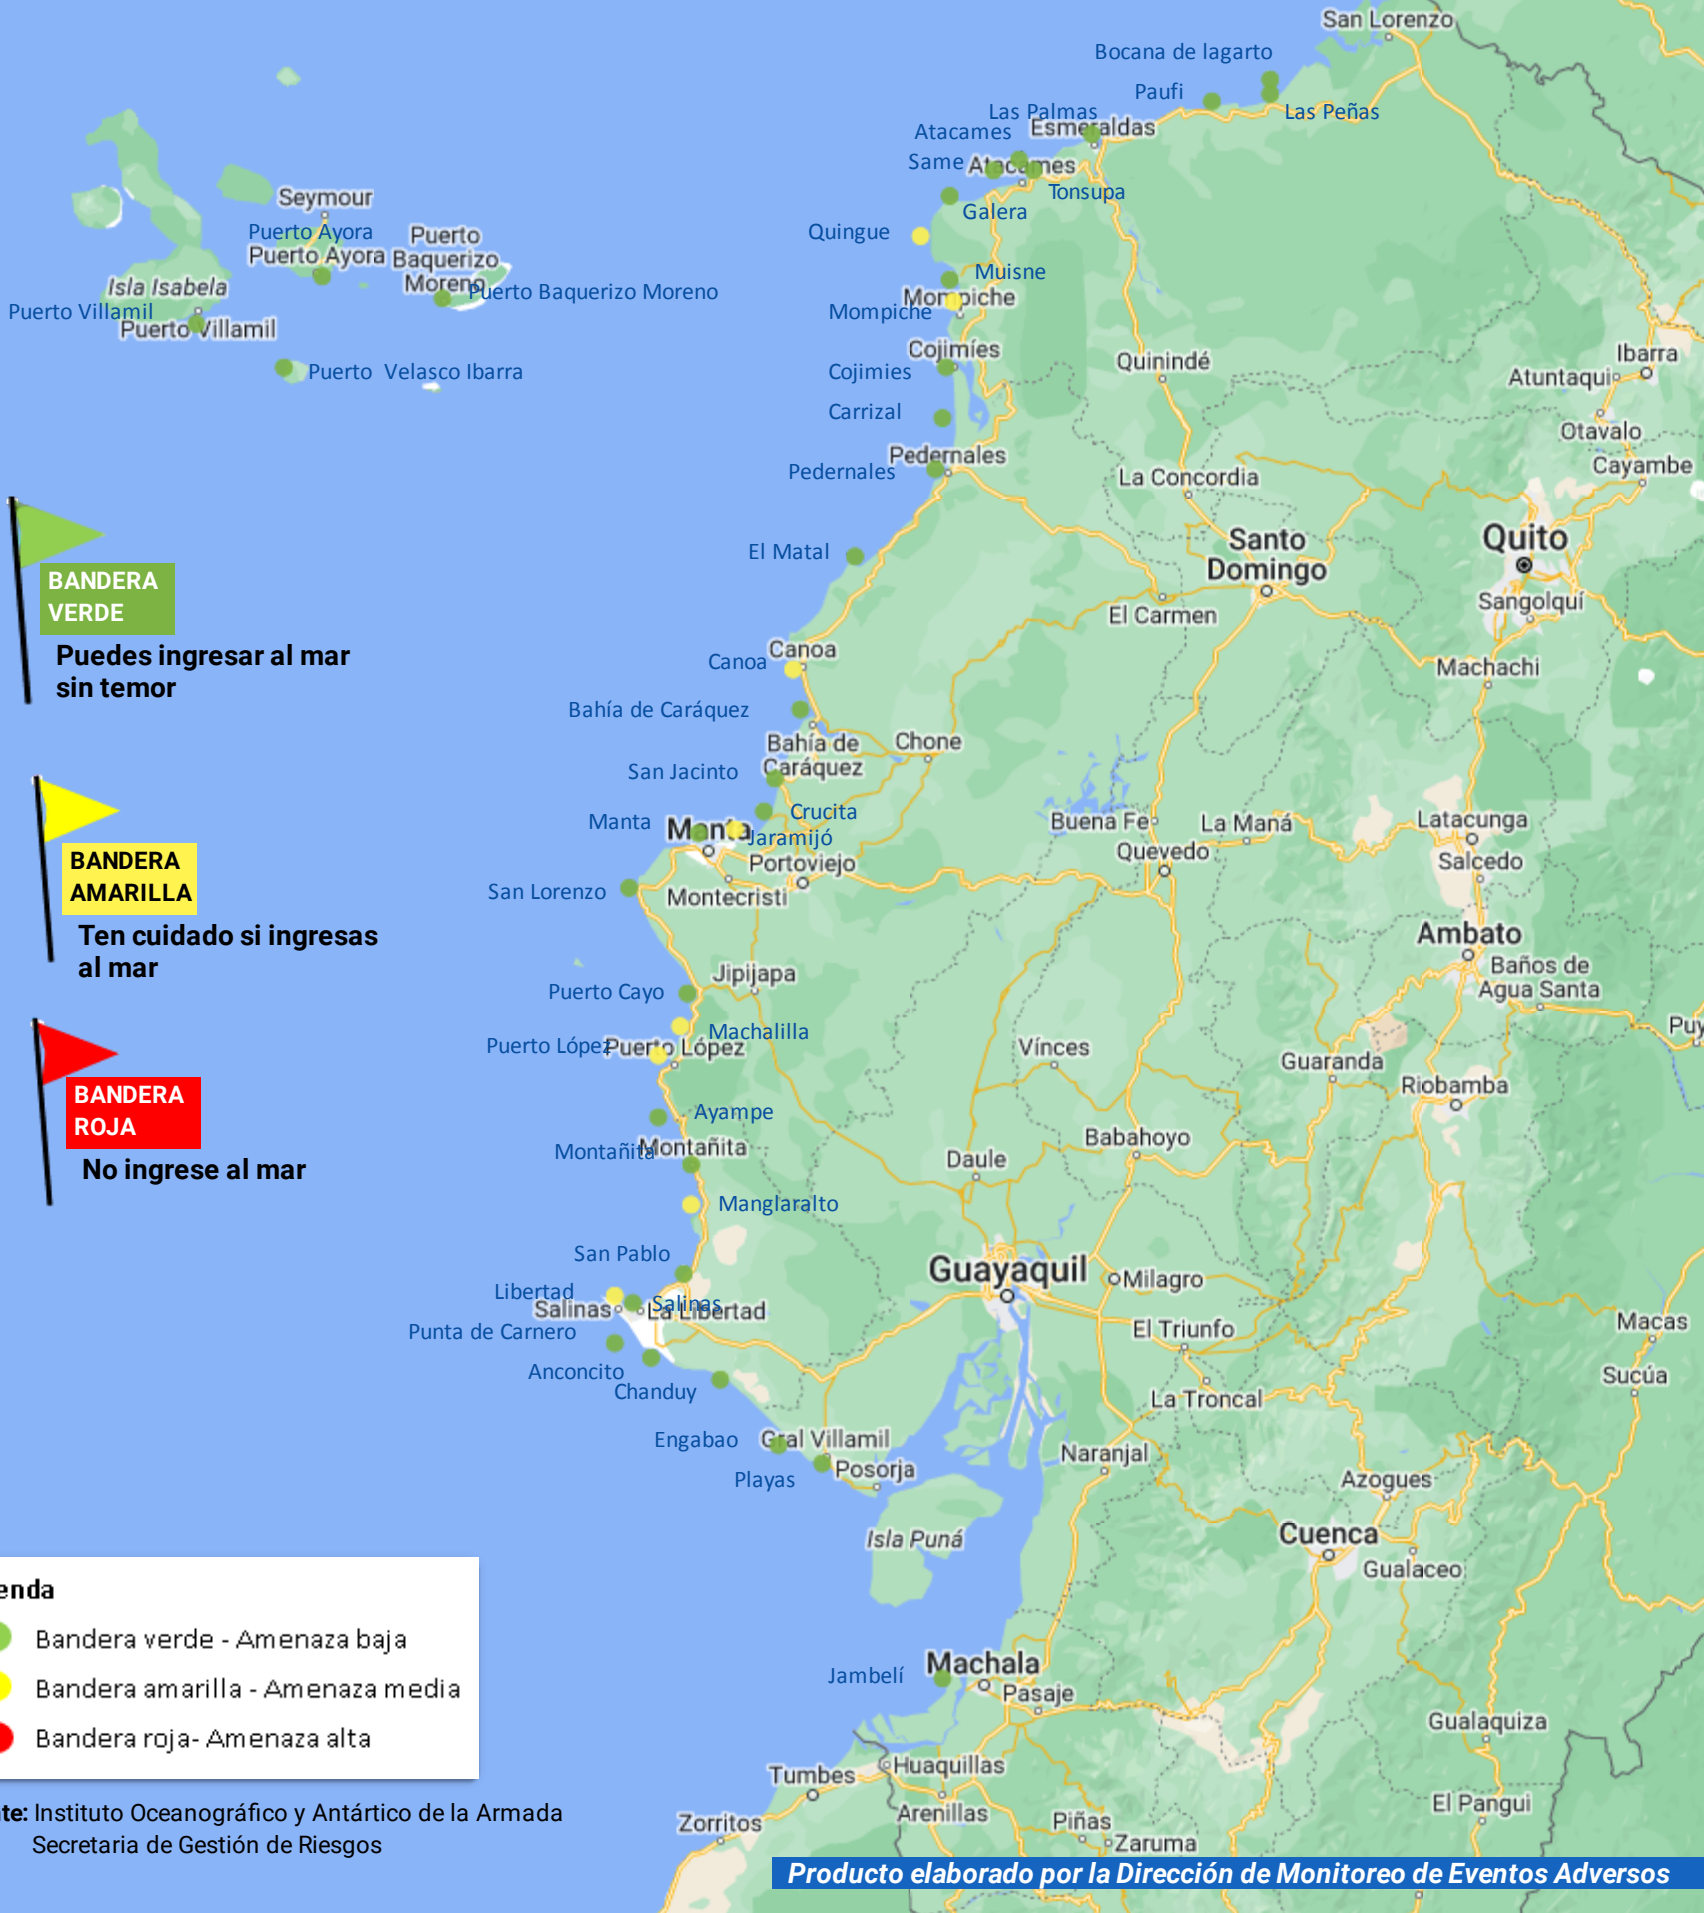 San Lorenzo
Bocana de lagarto
Paufi
Las Peñas
Las Palmas
Esmeraldas
Atacames
Same
Atacames
Tonsupa
Galera
Quingue
Muisne
Mompiche
Mompiche
Cojimíes
Cojimies
Carrizal
Pedernales
Pedernales
El Matal
Canoa
Canoa
Bahía de Caráquez
Bahía de
Caráquez
Chone
San Jacinto
Crucita
Manta
Manta
Jaramijó
Portoviejo
Montecristi
San Lorenzo
Jipijapa
Puerto Cayo
Machalilla
Puerto López
Puerto López
Ayampe
Montañita
Montañita
Manglaralto
San Pablo
Libertad
Salinas
Salinas
La Libertad
Punta de Carnero
Anconcito
Chanduy
Engabao
Gral Villamil
Playas
Posorja
Isla Puná
Jambelí
Machala
Pasaje
Huaquillas
Tumbes
Zorritos
Arenillas
Piñas
Zaruma
Seymour
Puerto Ayora
Puerto Ayora
Puerto
Baquerizo
Moreno
Puerto Baquerizo Moreno
Isla Isabela
Puerto Villamil
Puerto Villamil
Puerto Velasco Ibarra
Quinindé
Ibarra
Atuntaqui
Otavalo
Cayambe
La Concordia
Santo
Domingo
Quito
Sangolquí
El Carmen
Machachi
Buena Fe
La Maná
Latacunga
Quevedo
Salcedo
Ambato
Baños de
Agua Santa
Puy
Vínces
Guaranda
Riobamba
Babahoyo
Daule
Guayaquil
Milagro
El Triunfo
Macas
Sucúa
La Troncal
Naranjal
Azogues
Cuenca
Gualaceo
Gualaquiza
El Pangui
BANDERA
VERDE
Puedes ingresar al mar
sin temor
BANDERA
AMARILLA
Ten cuidado si ingresas
al mar
BANDERA
ROJA
No ingrese al mar
enda
Bandera verde - Amenaza baja
Bandera amarilla - Amenaza media
Bandera roja- Amenaza alta
te: Instituto Oceanográfico y Antártico de la Armada
Secretaria de Gestión de Riesgos
Producto elaborado por la Dirección de Monitoreo de Eventos Adversos